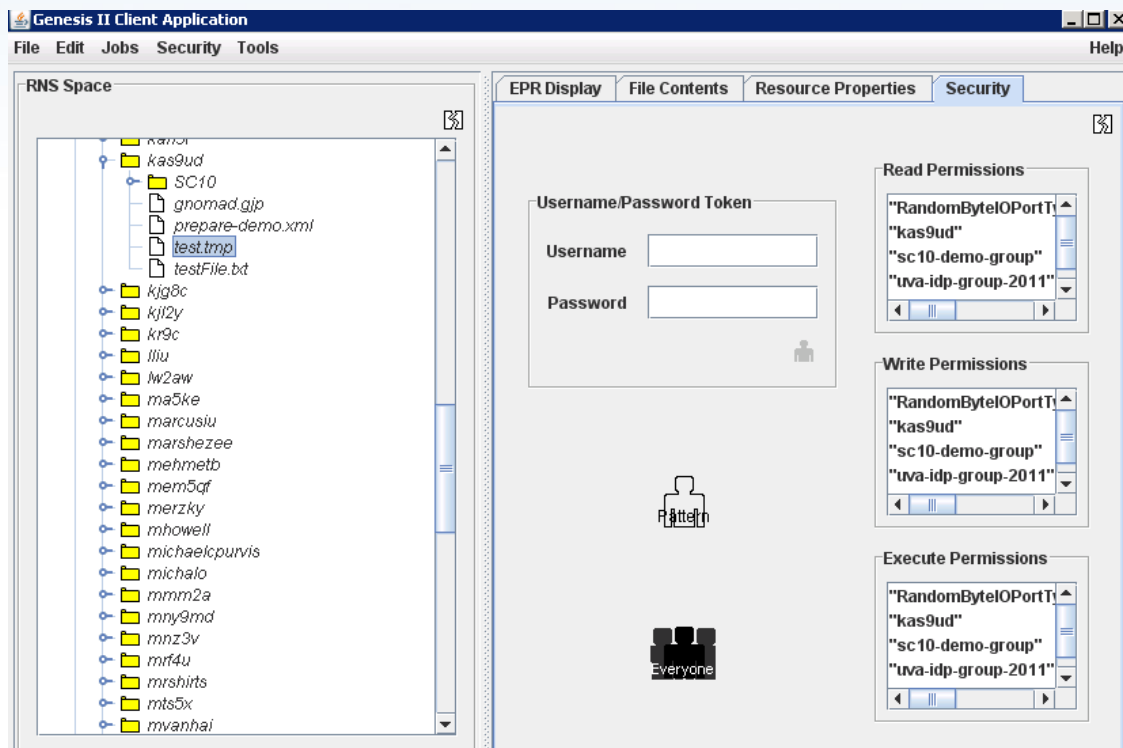 Genesis II Client Application
File Edit Jobs Security Tools Help
RNS Space
kas9ud
SC10
gnomad.gjp
prepare-demo.xml
test.tmp
testFile.txt
kjg8c
kjl2y
kr9c
lliu
lw2aw
ma5ke
marcusiu
marshezee
mehmetb
mem5qf
merzky
mhowell
michaelcpurvis
michalo
mmm2a
mny9md
mnz3v
mrf4u
mrshirts
mts5x
mvanhai
EPR Display File Contents Resource Properties Security
Username/Password Token
Username
Password
Pattern
Everyone
Read Permissions
"RandomByteIOPortTy
"kas9ud"
"sc10-demo-group"
"uva-idp-group-2011"
Write Permissions
"RandomByteIOPortTy
"kas9ud"
"sc10-demo-group"
"uva-idp-group-2011"
Execute Permissions
"RandomByteIOPortTy
"kas9ud"
"sc10-demo-group"
"uva-idp-group-2011"